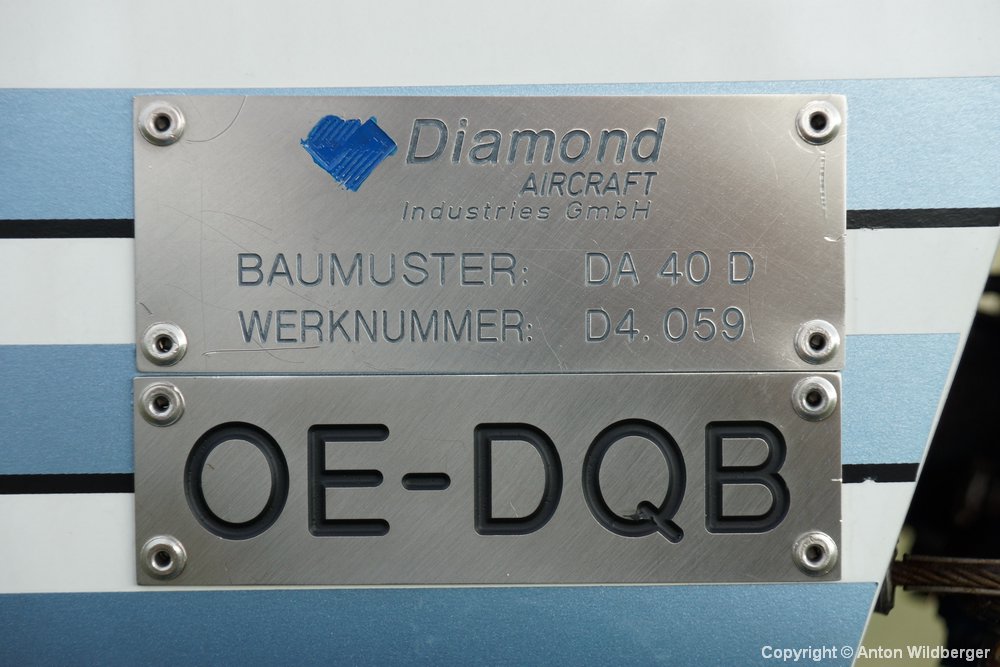 Diamond
AIRCRAFT
Industries GmbH
BAUMUSTER: DA 40 D
WERKNUMMER: D4.059
OE-DQB
Copyright © Anton Wildberger